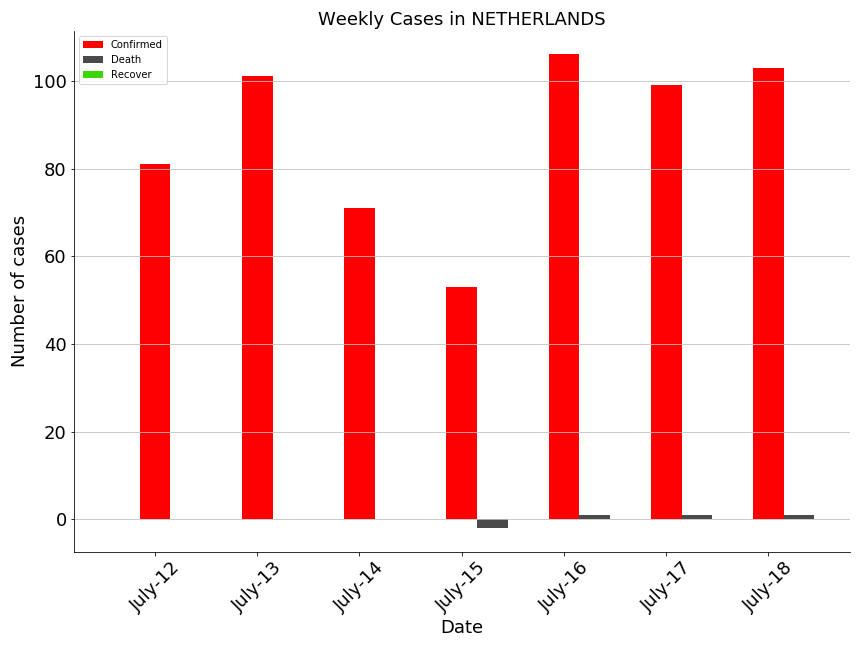 Weekly Cases in NETHERLANDS
Confirmed
Death
Recover
Number of cases
100
80
60
40
20
0
July-12
July-13
July-14
July-15
July-16
July-17
July-18
Date